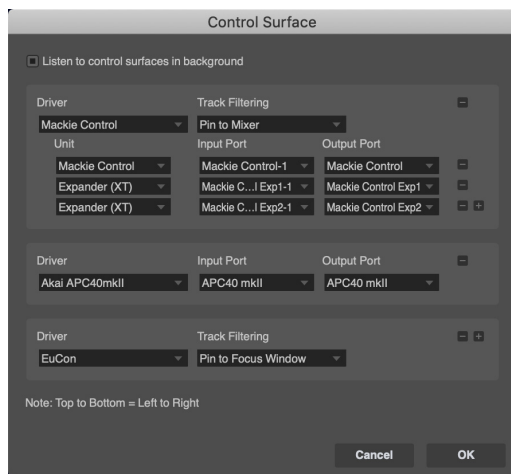 Control Surface
Listen to control surfaces in background
Driver Track Filtering
Mackie Control Pin to Mixer
Unit Input Port Output Port
Mackie Control Mackie Control-1 Mackie Control
Expander (XT) Mackie C...l Exp1-1 Mackie Control Exp1
Expander (XT) Mackie C...l Exp2-1 Mackie Control Exp2
Driver Input Port Output Port
Akai APC40mkII APC40 mkII APC40 mkII
Driver Track Filtering
EuCon Pin to Focus Window
Note: Top to Bottom = Left to Right
Cancel OK